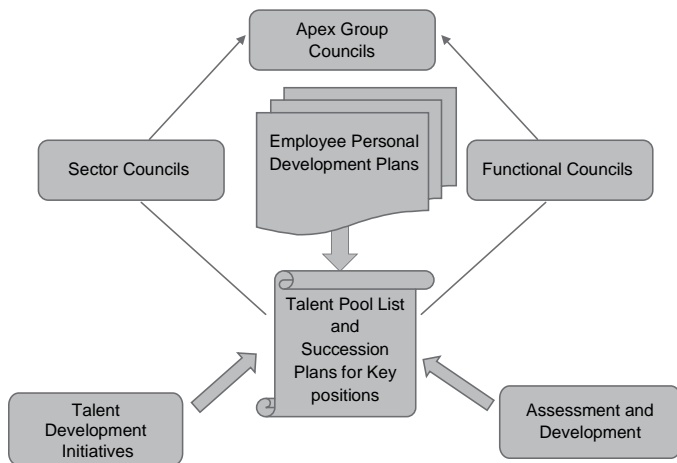 Apex Group
Councils
Employee Personal
Development Plans
Sector Councils
Functional Councils
Talent Pool List
and
Succession
Plans for Key
positions
Talent
Development
Initiatives
Assessment and
Development